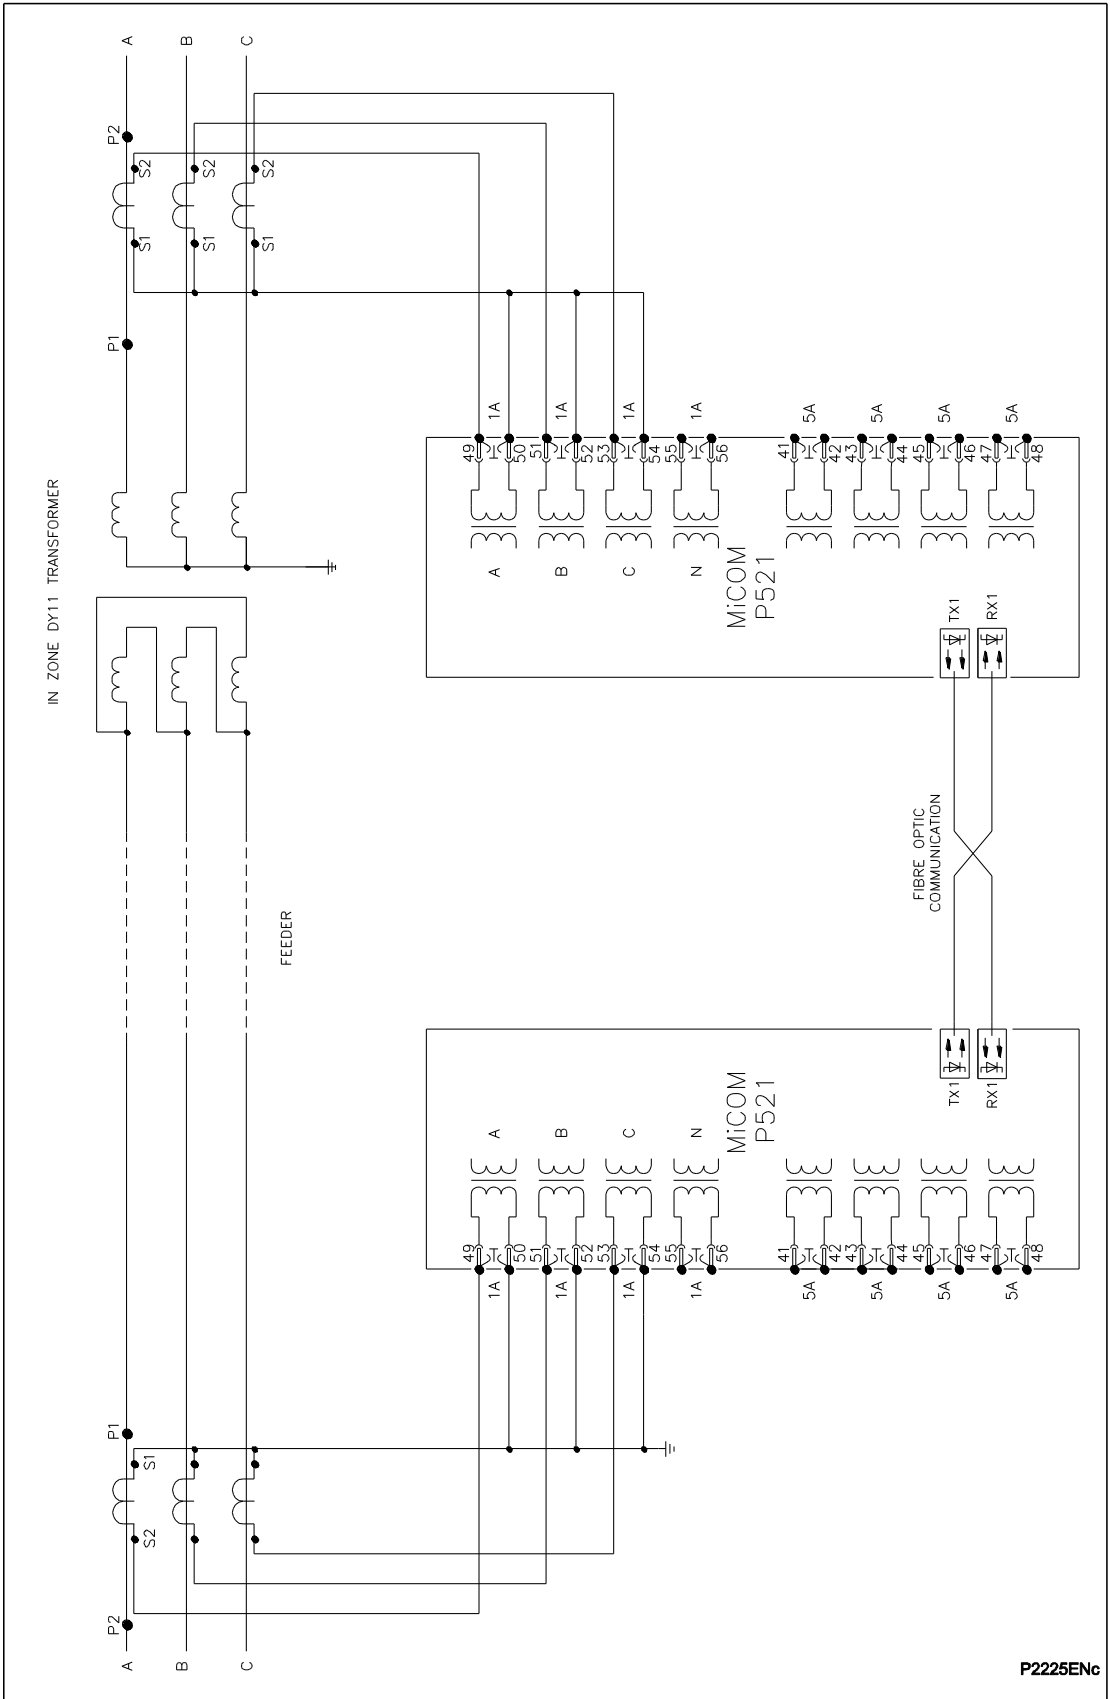 IN ZONE DY11 TRANSFORMER
P2
P1
P1
P2
A
A
S2
S1
S1
S2
B
B
S1
S2
C
C
S1
S2
FEEDER
49
1A
50
A
51
1A
52
B
53
1A
54
C
55
1A
56
N
MiCOM
P521
41
5A
42
43
5A
44
45
5A
46
47
5A
48
TX1
RX1
FIBRE OPTIC
COMMUNICATION
A
49
1A
50
B
51
1A
52
C
53
1A
54
N
55
1A
56
MiCOM
P521
41
5A
42
43
5A
44
45
5A
46
47
5A
48
TX1
RX1
P2225ENc